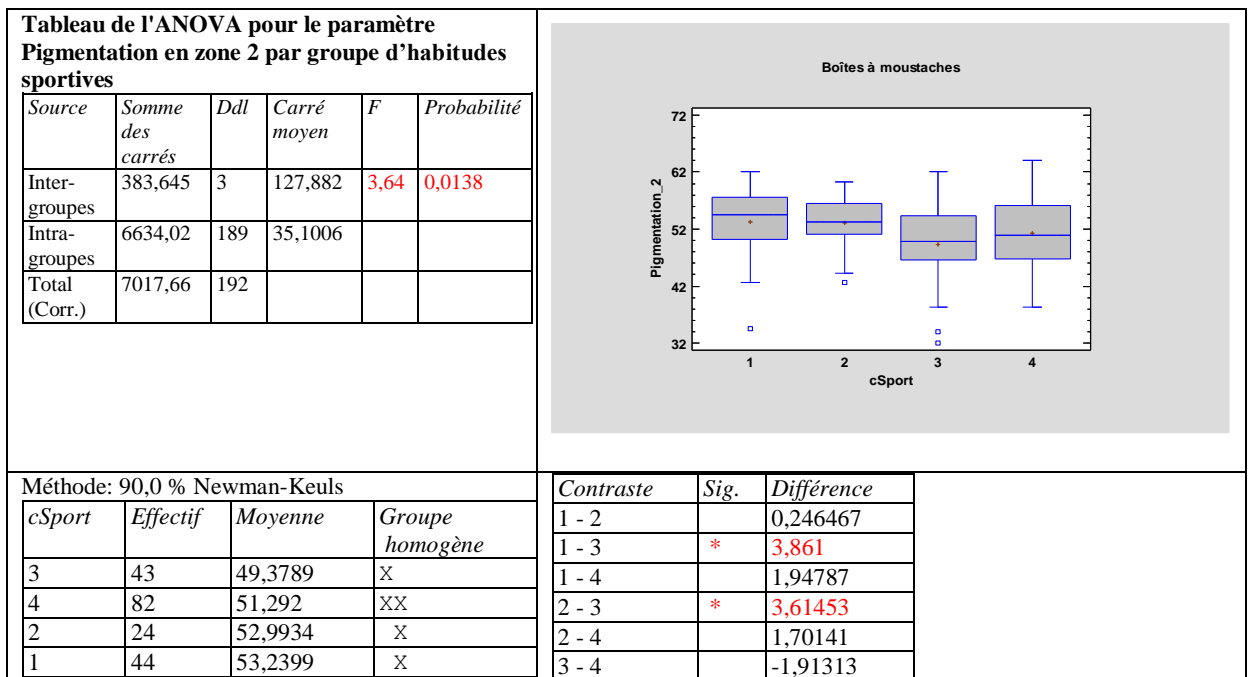 Tableau de l'ANOVA pour le paramètre
Pigmentation en zone 2 par groupe d'habitudes
sportives
Source Somme des carrés Ddl Carré moyen F Probabilité
Inter-groupes 383,645 3 127,882 3,64 0,0138
Intra-groupes 6634,02 189 35,1006
Total (Corr.) 7017,66 192
Boîtes à moustaches
72
62
52
42
32
Pigmentation_2
1 2 3 4
cSport
Méthode: 90,0 % Newman-Keuls
cSport Effectif Moyenne Groupe homogène
3 43 49,3789 X
4 82 51,292 XX
2 24 52,9934 X
1 44 53,2399 X
Contraste Sig. Différence
1 - 2 0,246467
1 - 3 * 3,861
1 - 4 1,94787
2 - 3 * 3,61453
2 - 4 1,70141
3 - 4 -1,91313